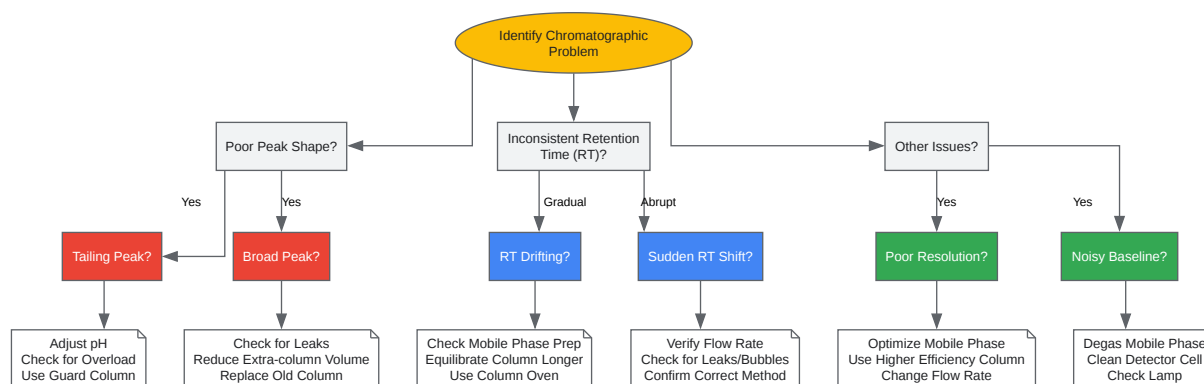 Identify Chromatographic
Problem
Poor Peak Shape?
Inconsistent Retention
Time (RT)?
Other Issues?
Yes
Yes
Gradual
Abrupt
Yes
Yes
Tailing Peak?
Broad Peak?
RT Drifting?
Sudden RT Shift?
Poor Resolution?
Noisy Baseline?
Adjust pH
Check for Overload
Use Guard Column
Check for Leaks
Reduce Extra-column Volume
Replace Old Column
Check Mobile Phase Prep
Equilibrate Column Longer
Use Column Oven
Verify Flow Rate
Check for Leaks/Bubbles
Confirm Correct Method
Optimize Mobile Phase
Use Higher Efficiency Column
Change Flow Rate
Degas Mobile Phase
Clean Detector Cell
Check Lamp